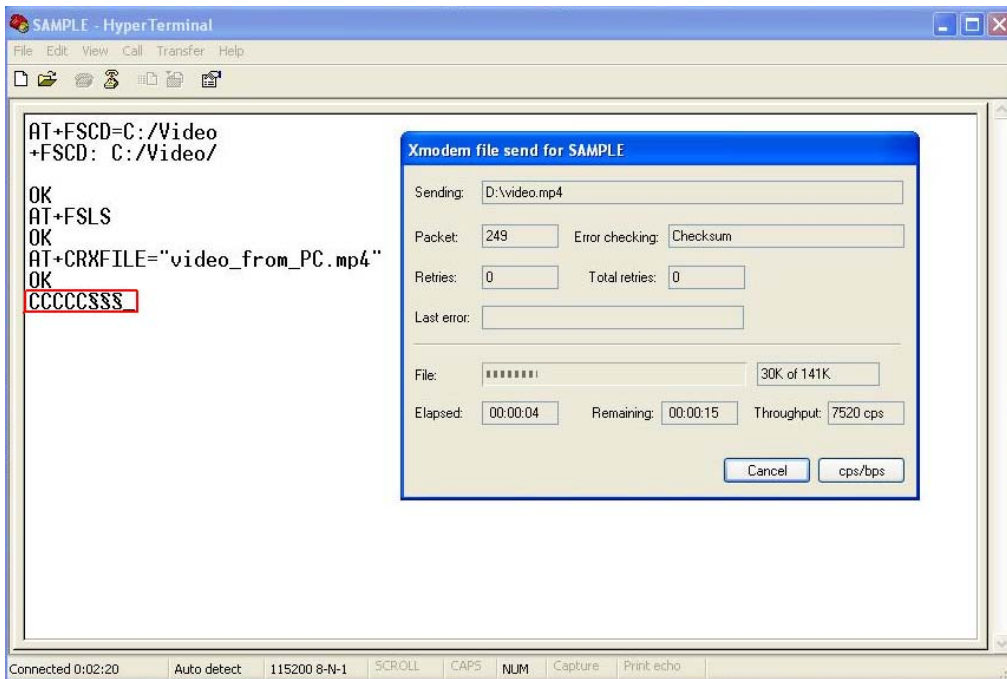 SAMPLE - HyperTerminal
File Edit View Call Transfer Help
AT+FSCD=C:/Video
+FSCD: C:/Video/
OK
AT+FSLS
OK
AT+CRXFILE="video_from_PC.mp4"
OK
CCCCC§§§_
Xmodem file send for SAMPLE
Sending: D:\video.mp4
Packet: 249 Error checking: Checksum
Retries: 0 Total retries: 0
Last error:
File: 30K of 141K
Elapsed: 00:00:04 Remaining: 00:00:15 Throughput: 7520 cps
Cancel cps/bps
Connected 0:02:20 Auto detect 115200 8-N-1 SCROLL CAPS NUM Capture Print echo